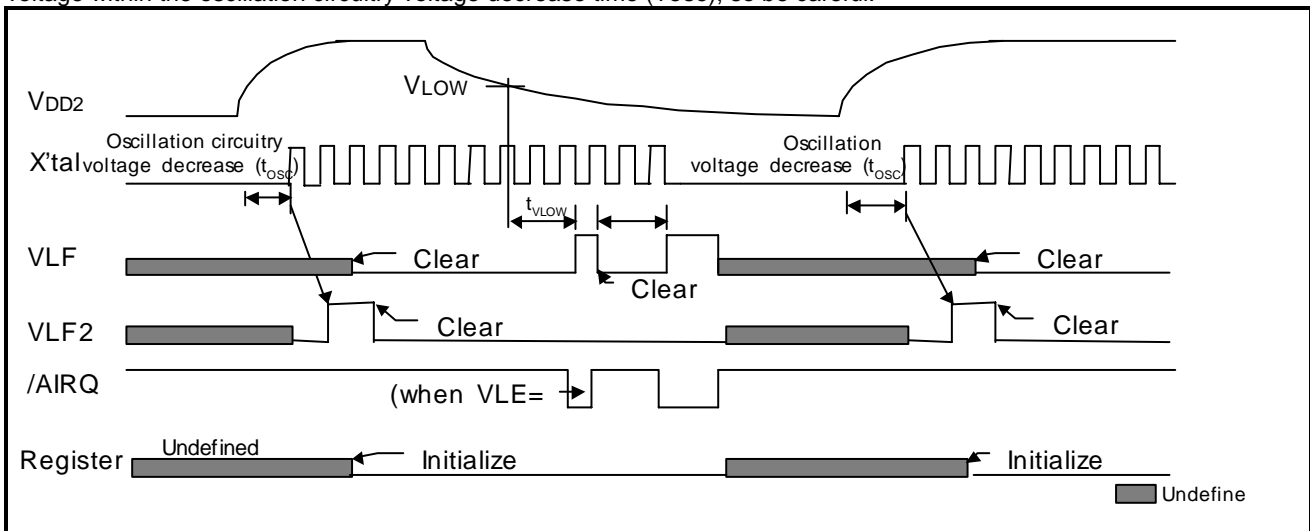 voltage within the oscillation circuitry voltage decrease time (Tosc), so be careful.
VDD2
VLOW
X'tal
Oscillation circuitry
voltage decrease (tOSC)
Oscillation
voltage decrease (tOSC)
tVLOW
VLF
Clear
Clear
Clear
VLF2
Clear
Clear
/AIRQ
(when VLE=
Register
Undefined
Initialize
Initialize
Undefine